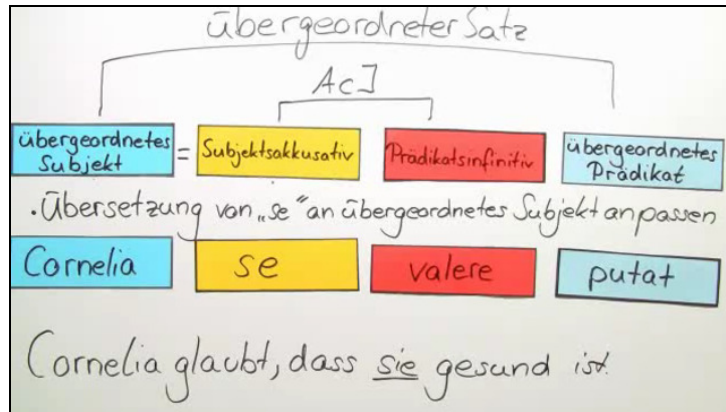 übergeordneter Satz
AcI
übergeordnetes Subjekt = Subjektsakkusativ Prädikatsinfinitiv übergeordnetes Prädikat
. Übersetzung von „se“ an übergeordnetes Subjekt anpassen
Cornelia se valere putat
Cornelia glaubt, dass sie gesund ist.